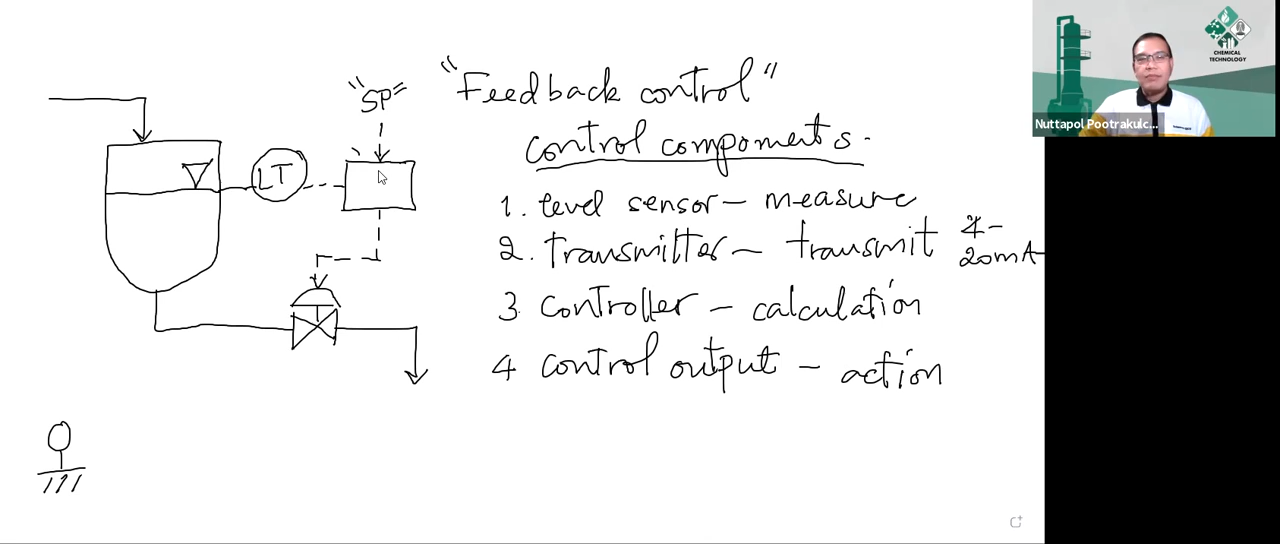 "SP"
"Feedback control"
control components.
LT
1. level sensor – measure
2. Transmitter – transmit 4-
20mA
3 controller – calculation
4 control output – action
CHEMICAL
TECHNOLOGY
Nuttapol Pootrakulc...